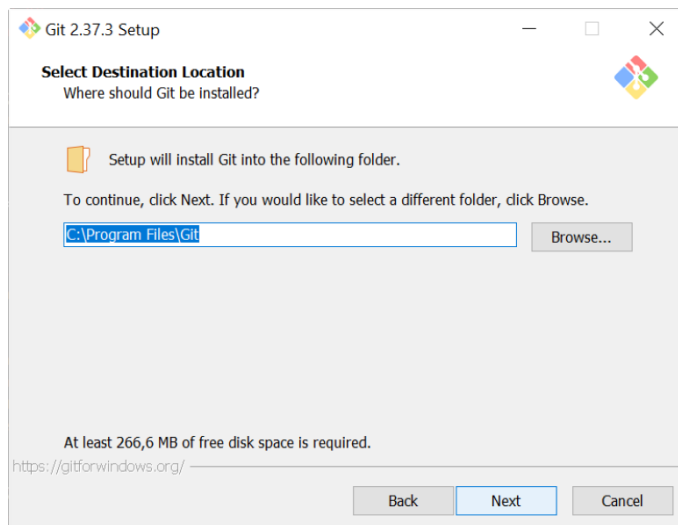 Git 2.37.3 Setup
Select Destination Location
Where should Git be installed?
Setup will install Git into the following folder.
To continue, click Next. If you would like to select a different folder, click Browse.
C:\Program Files\Git
Browse...
At least 266,6 MB of free disk space is required.
https://gitforwindows.org/
Back Next Cancel